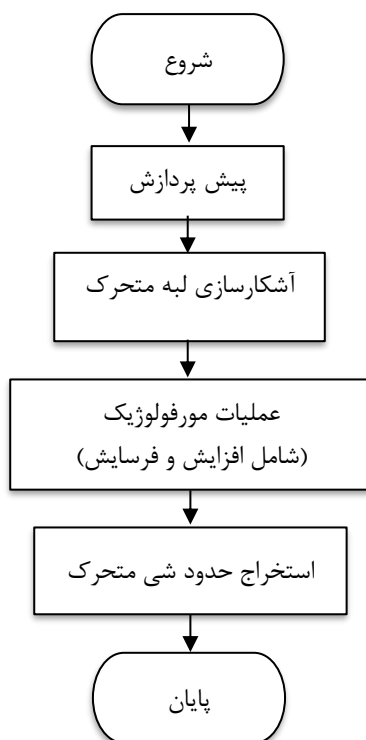 شروع
پیش پردازش
آشکارسازی لبه متحرک
عملیات مورفولوژیک
(شامل افزایش و فرسایش)
استخراج حدود شی متحرک
پایان